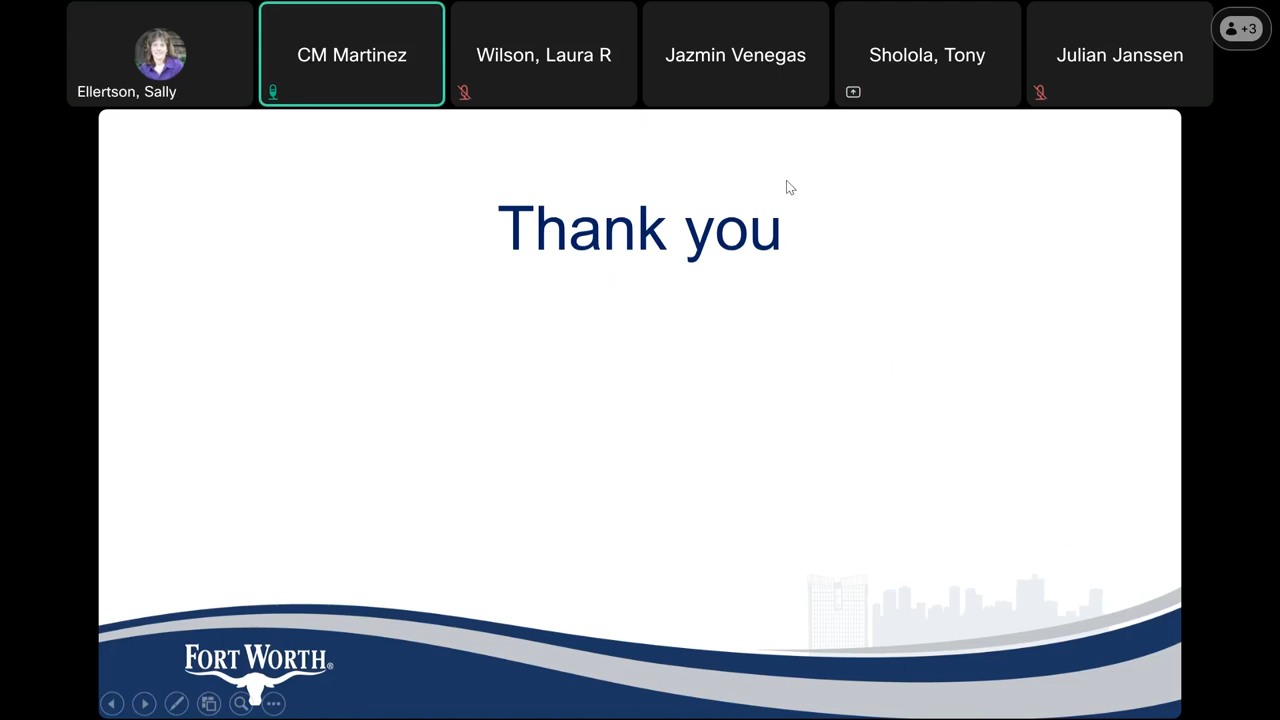 Ellertson, Sally
CM Martinez
Wilson, Laura R
Jazmin Venegas
Sholola, Tony
Julian Janssen
+3
Thank you
FORT WORTH®